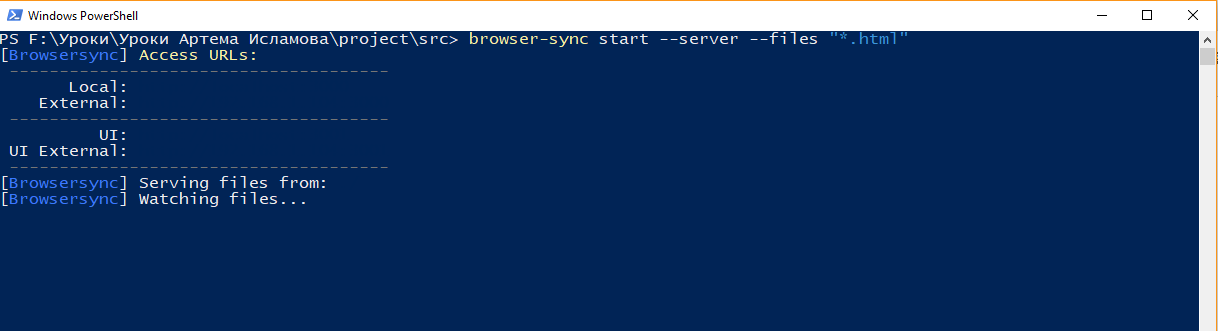 Windows PowerShell
PS F:\Уроки\Уроки Артема Исламова\project\src> browser-sync start --server --files "*.html"
[Browsersync] Access URLs:
--------------------------------------
Local:
External:
--------------------------------------
UI:
UI External:
--------------------------------------
[Browsersync] Serving files from:
[Browsersync] Watching files...